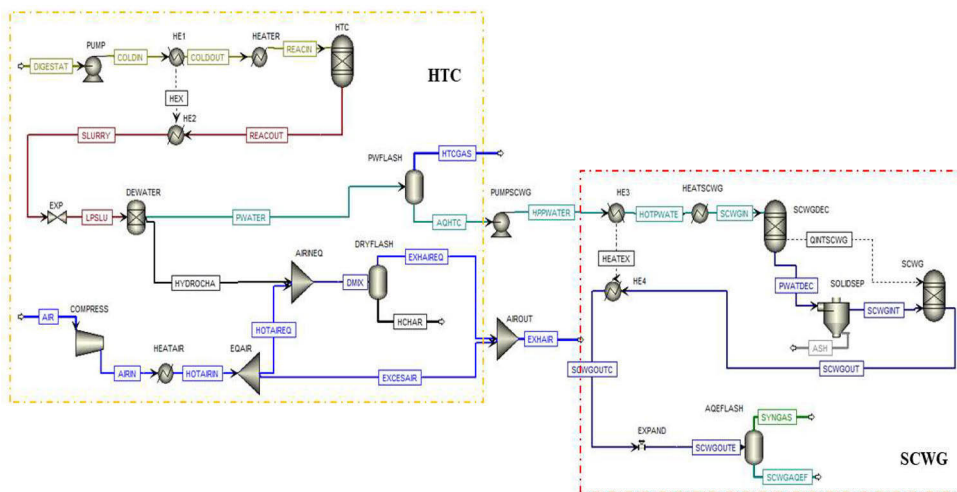 HTC
PUMP
HE1
HEATER
REACIN
DIGESTAT
COLDIN
COLDOUT
HTC
HEX
HE2
SLURRY
REACOUT
PWFLASH
HTCGAS
EXP
LPSLU
DEWATER
PWATER
AQHTC
PUMPSCWG
HPPWATER
HE3
HEATSCWG
HOTPWATE
SCWGIN
SCWGDEC
QINTSCWG
SCWG
HEATEX
HE4
PWATDEC
SOLIDSEP
SCWGINT
ASH
SCWGOUT
HYDROCHA
AIRINEQ
DRYFLASH
EXHAIREQ
DMIX
HCHAR
COMPRESS
AIR
HOTAIREQ
AIROUT
EXHAIR
HEATAIR
EQAIR
AIRIN
HOTAIRIN
EXCESAIR
SCWGOUTC
EXPAND
SCWGOUTE
AQEFLASH
SYNGAS
SCWGAQEF
SCWG